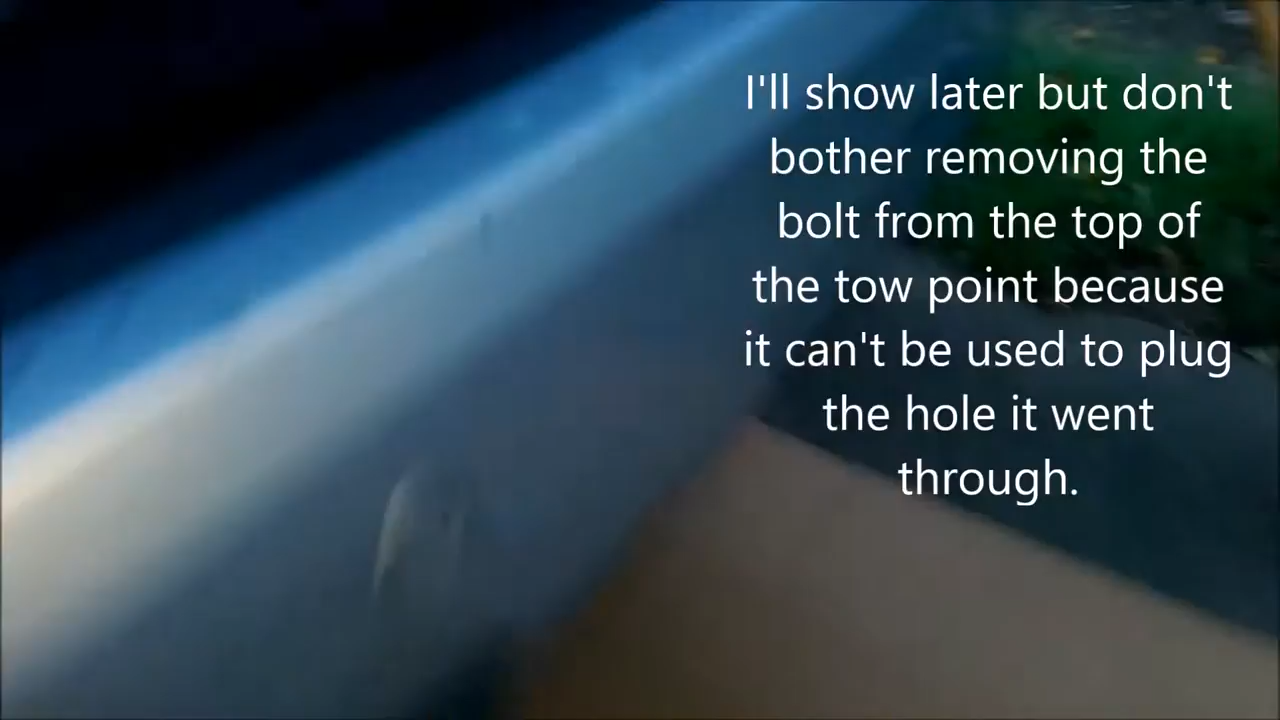 I'll show later but don't
bother removing the
bolt from the top of
the tow point because
it can't be used to plug
the hole it went
through.